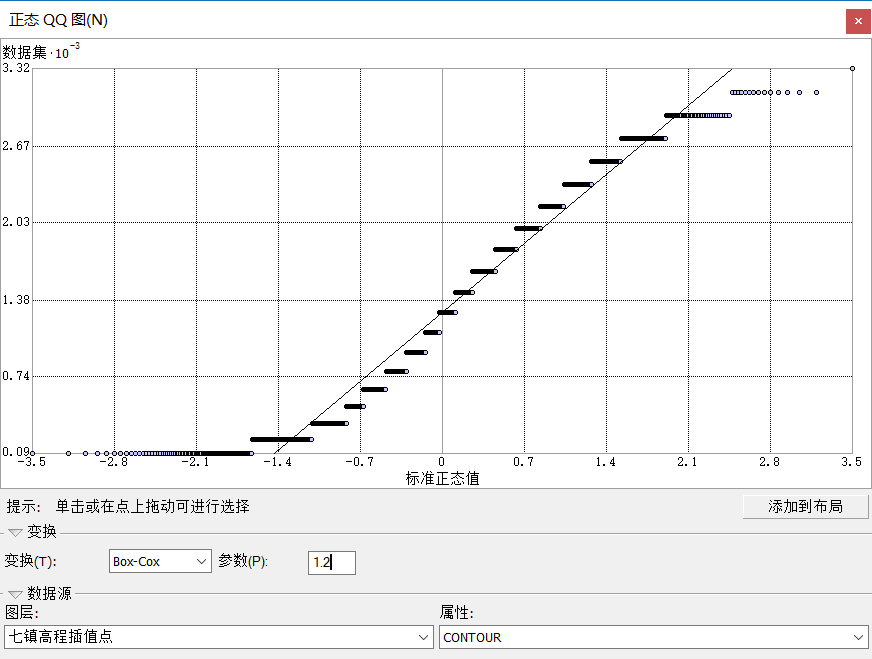 正态 QQ 图(N)
数据集·10⁻³
3.32
2.67
2.03
1.38
0.74
0.09
-3.5 -2.8 -2.1 -1.4 -0.7 0 0.7 1.4 2.1 2.8 3.5
标准正态值
提示: 单击或在点上拖动可进行选择
添加到布局
变换
变换(T): Box-Cox 参数(P): 1.2
数据源
图层: 属性:
七镇高程插值点 CONTOUR